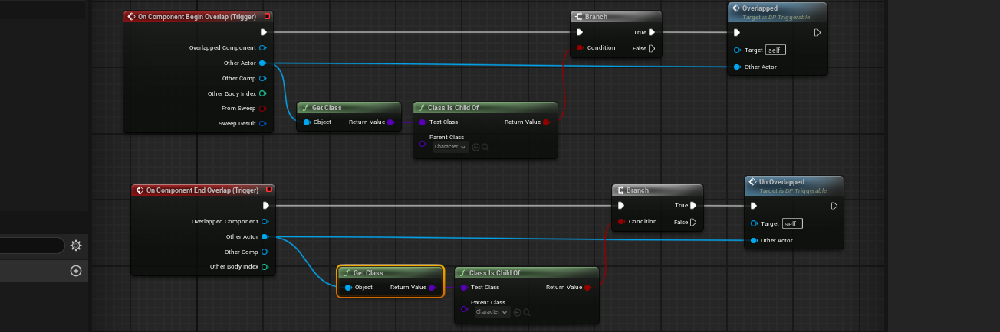 On Component Begin Overlap (Trigger)
Overlapped Component
Other Actor
Other Comp
Other Body Index
From Sweep
Sweep Result
Get Class
Object Return Value
Class Is Child Of
Test Class Return Value
Parent Class
Character
Branch
True
Condition False
Overlapped
Target is BP Triggerable
Target self
Other Actor
On Component End Overlap (Trigger)
Overlapped Component
Other Actor
Other Comp
Other Body Index
Get Class
Object Return Value
Class Is Child Of
Test Class Return Value
Parent Class
Character
Branch
True
Condition False
Un Overlapped
Target is BP Triggerable
Target self
Other Actor